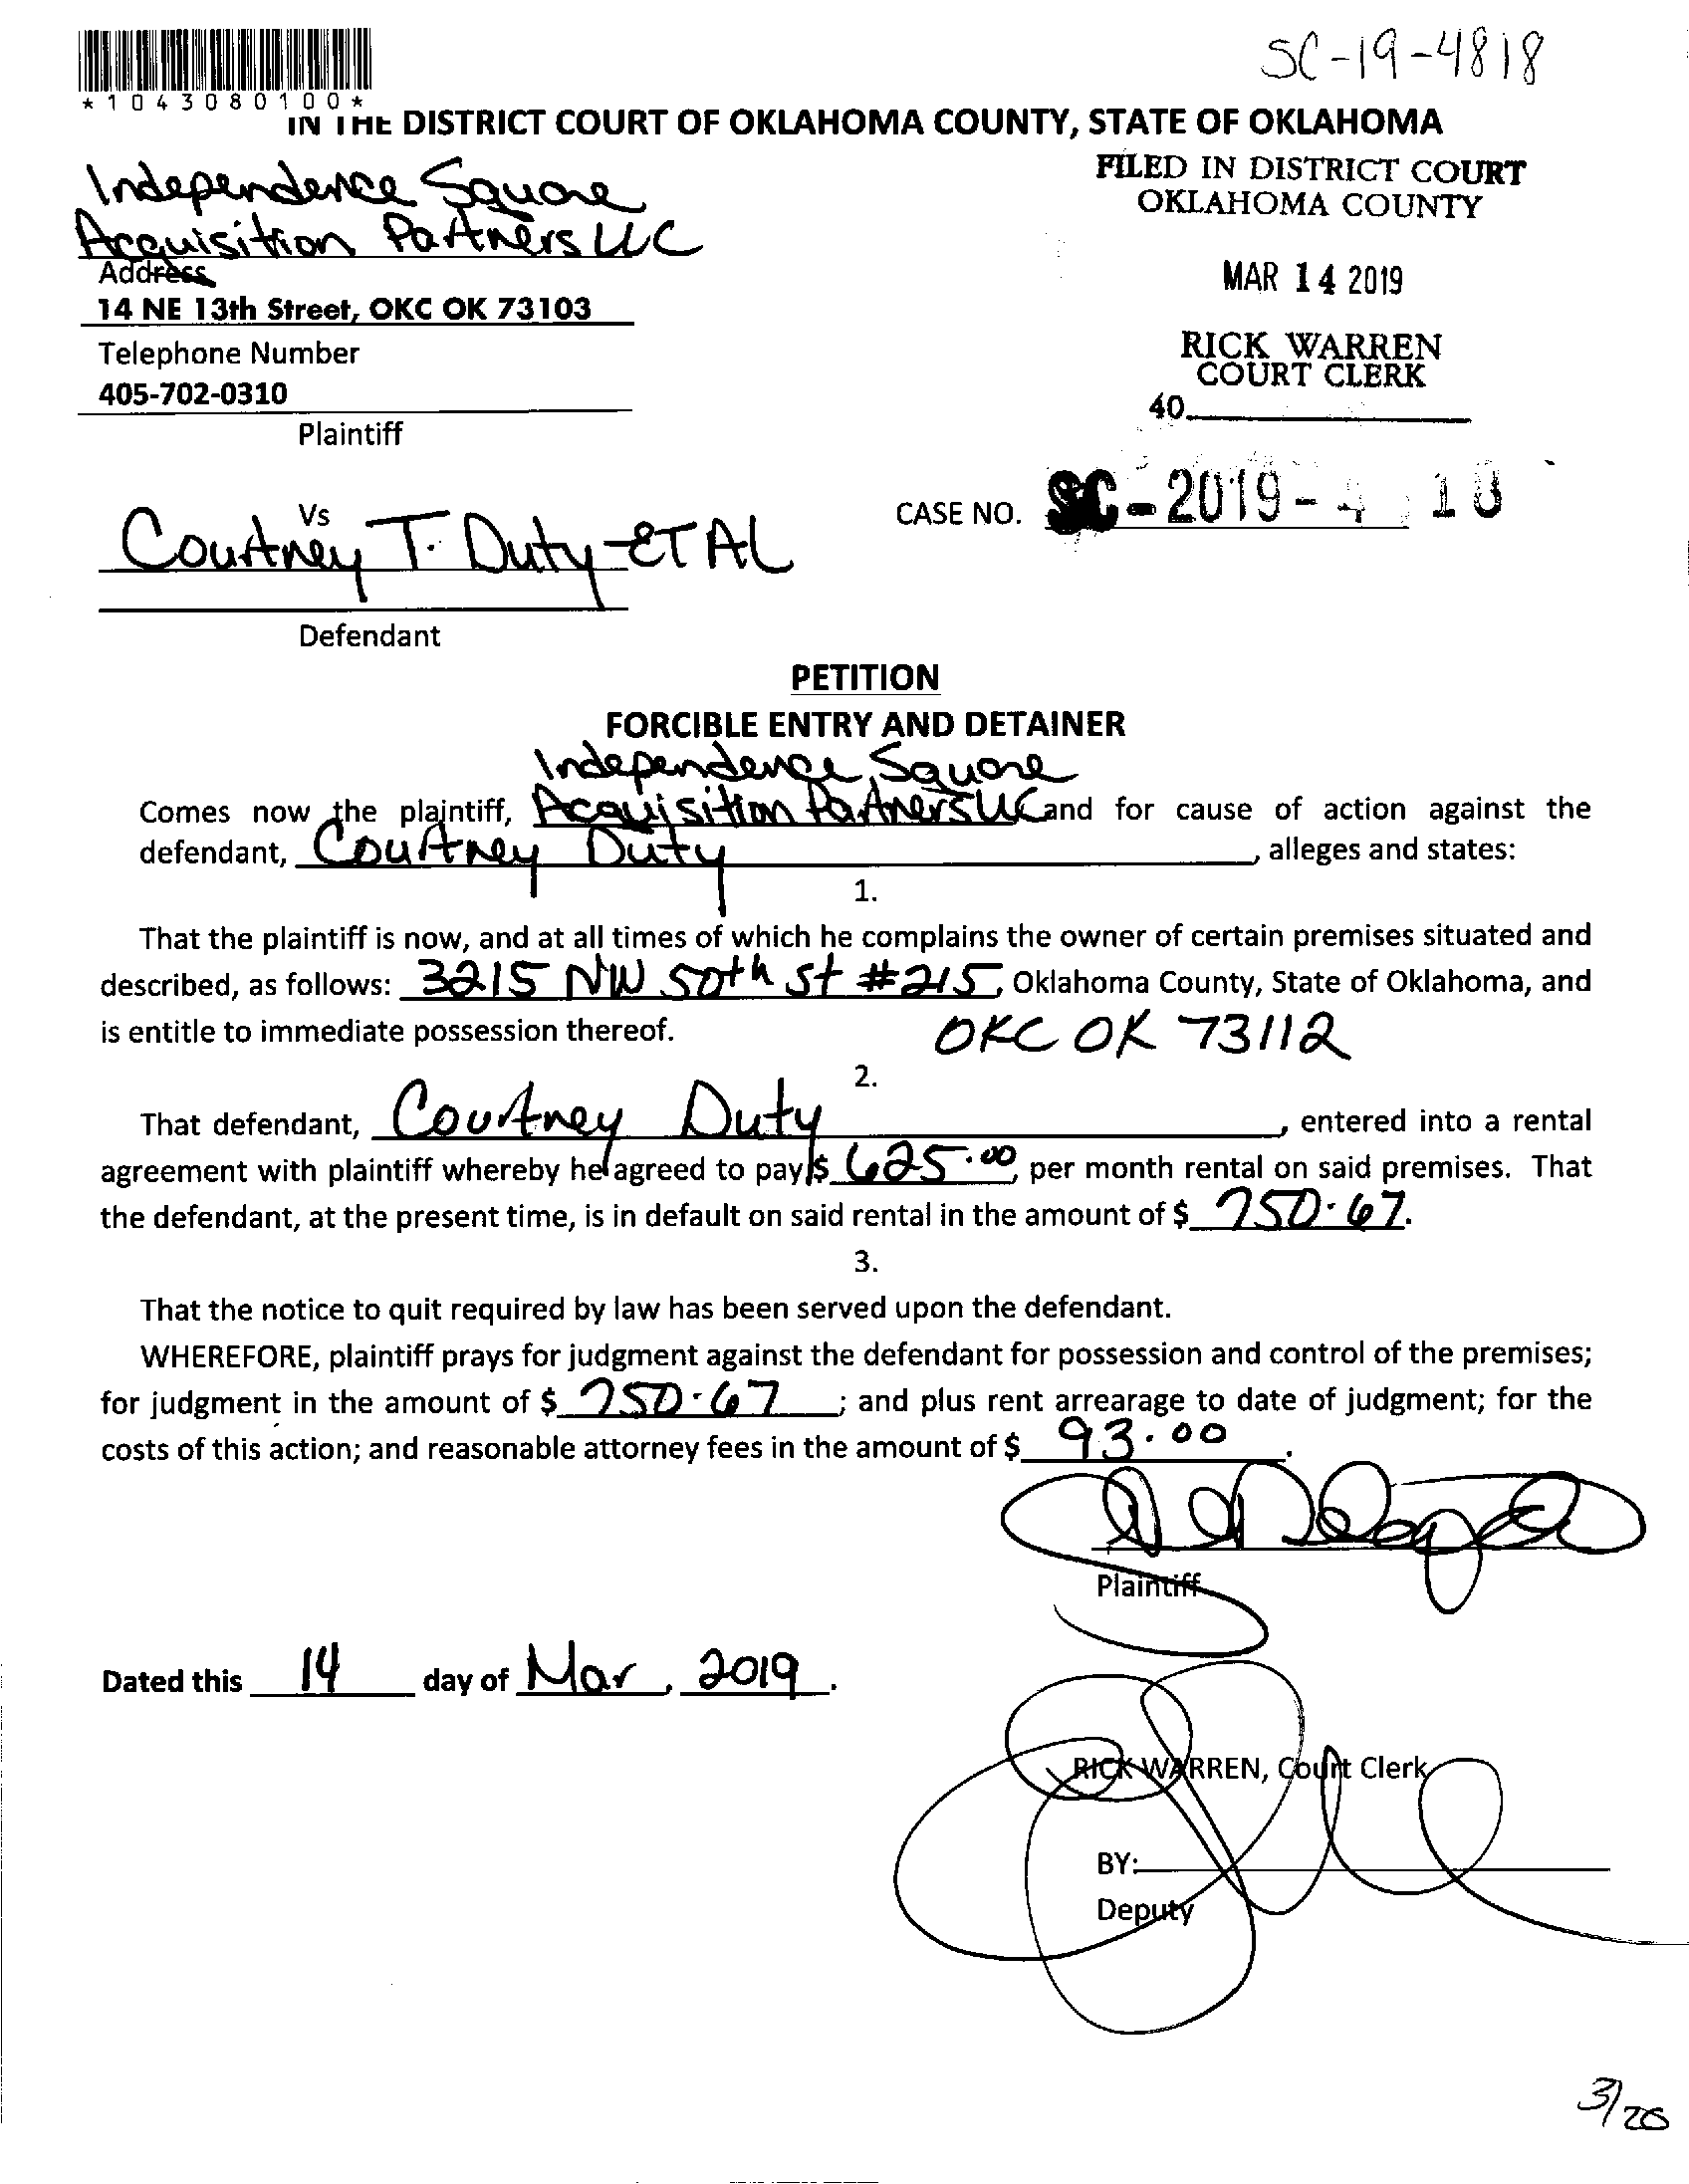 SC-19-4818
*1043080100*
IN THE DISTRICT COURT OF OKLAHOMA COUNTY, STATE OF OKLAHOMA
Independence Square
Acquisition Partners LLC
Address
14 NE 13th Street, OKC OK 73103
Telephone Number
405-702-0310
Plaintiff
FILED IN DISTRICT COURT
OKLAHOMA COUNTY
MAR 14 2019
RICK WARREN
COURT CLERK
40
Vs
Courtney T. Duty - ET AL
Defendant
CASE NO. SC-2019-4 18
PETITION
FORCIBLE ENTRY AND DETAINER
Independence Square
Comes now the plaintiff, Acquisition Partners LLC and for cause of action against the
defendant, Courtney Duty, alleges and states:
1.
That the plaintiff is now, and at all times of which he complains the owner of certain premises situated and
described, as follows: 3215 NW 50th St #215, Oklahoma County, State of Oklahoma, and
is entitle to immediate possession thereof. OKC OK 73112
2.
That defendant, Courtney Duty, entered into a rental
agreement with plaintiff whereby he agreed to pay $ 625.00, per month rental on said premises. That
the defendant, at the present time, is in default on said rental in the amount of $ 750.67.
3.
That the notice to quit required by law has been served upon the defendant.
WHEREFORE, plaintiff prays for judgment against the defendant for possession and control of the premises;
for judgment in the amount of $ 750.67; and plus rent arrearage to date of judgment; for the
costs of this action; and reasonable attorney fees in the amount of $ 93.00.
Plaintiff
Dated this 14 day of Mar, 2019.
RICK WARREN, Court Clerk
BY:
Deputy
3/20